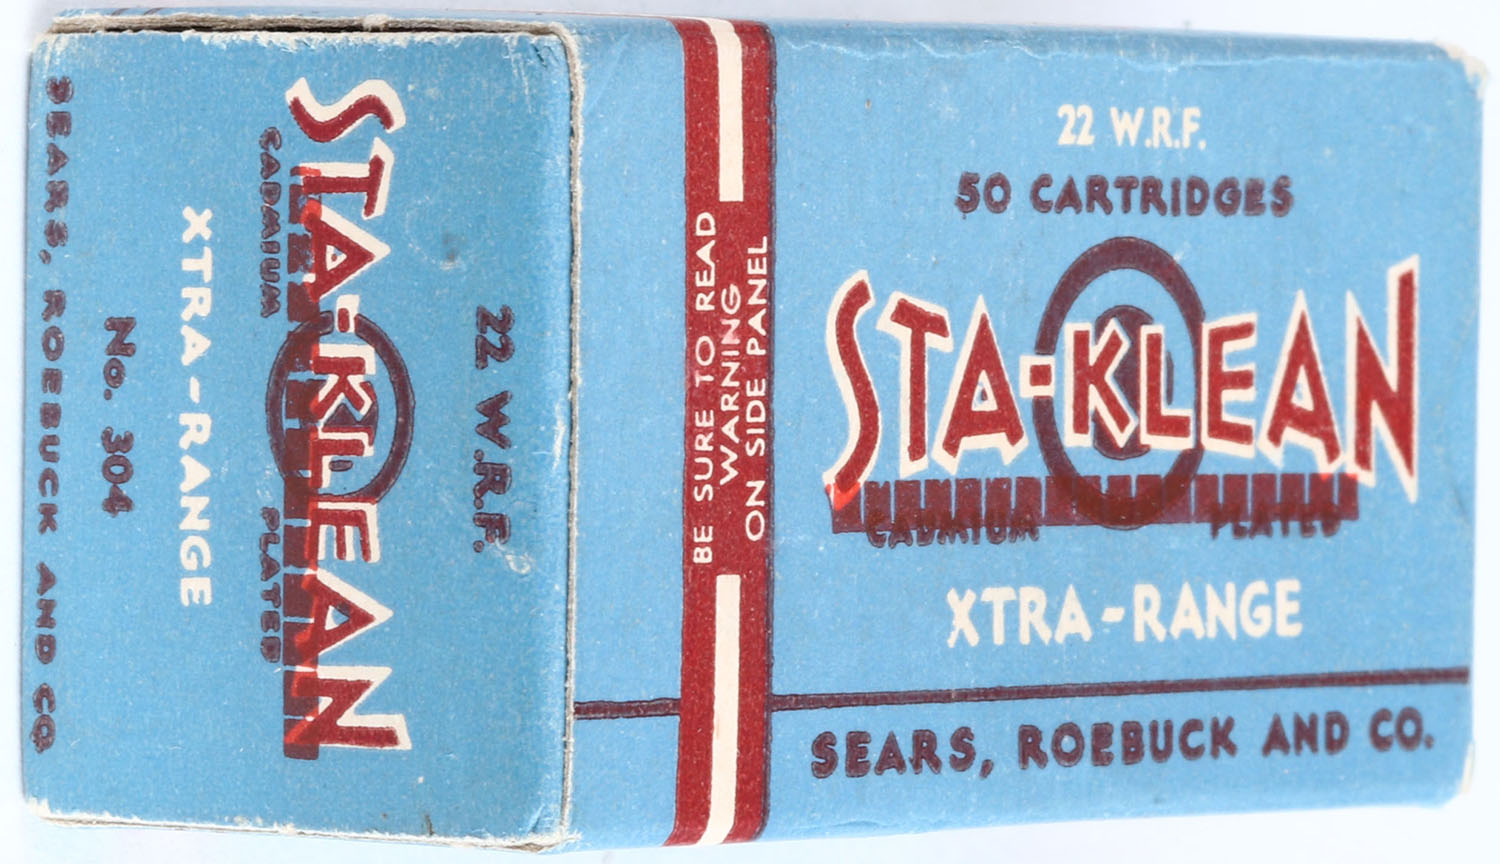 22 W.R.F.
50 CARTRIDGES
STA-KLEAN
CADMIUM PLATED
XTRA-RANGE
SEARS, ROEBUCK AND CO.
BE SURE TO READ
WARNING
ON SIDE PANEL
22 W.R.F.
STA-KLEAN
CADMIUM PLATED
XTRA-RANGE
No. 304
SEARS, ROEBUCK AND CO.